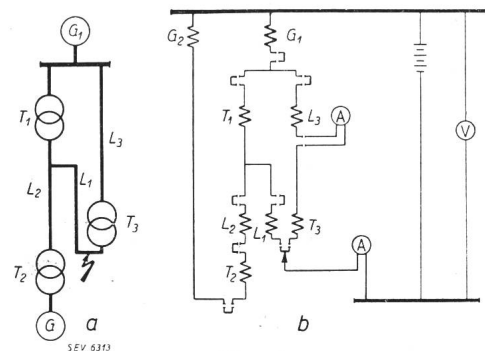 G₁
T₁
L₃
L₂
L₁
T₃
T₂
G
a
SEV 6313
G₂
G₁
T₁
L₃
A
V
L₂
L₁
T₃
A
T₂
b